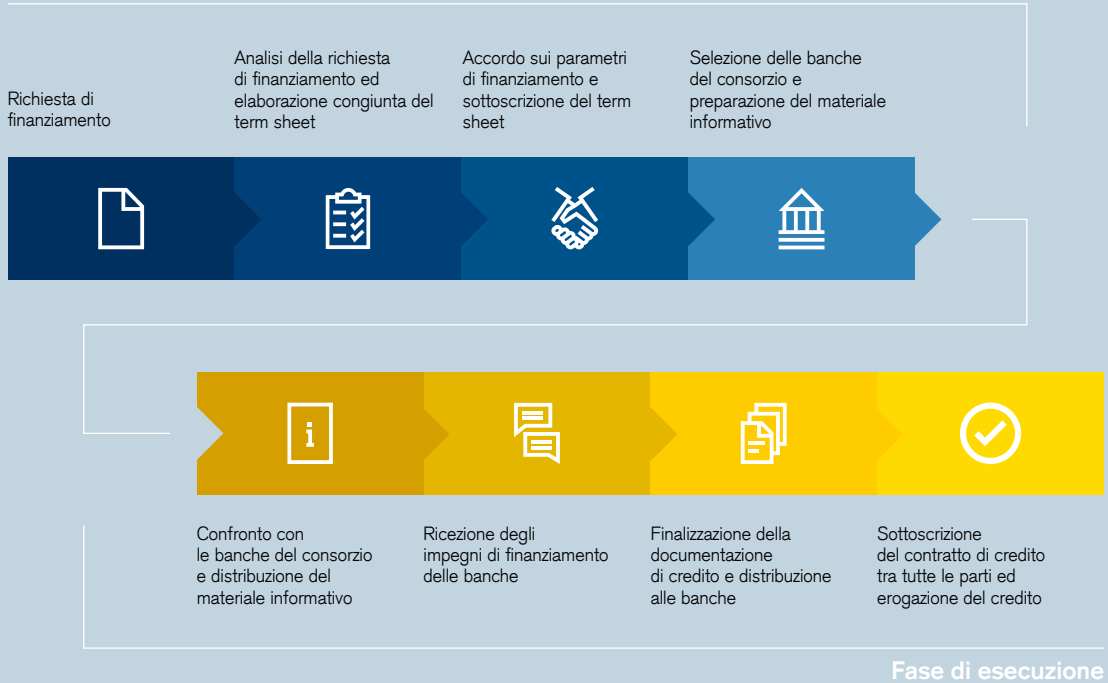 Richiesta di
finanziamento
Analisi della richiesta
di finanziamento ed
elaborazione congiunta del
term sheet
Accordo sui parametri
di finanziamento e
sottoscrizione del term
sheet
Selezione delle banche
del consorzio e
preparazione del materiale
informativo
i
Confronto con
le banche del consorzio
e distribuzione del
materiale informativo
Ricezione degli
impegni di finanziamento
delle banche
Finalizzazione della
documentazione
di credito e distribuzione
alle banche
Sottoscrizione
del contratto di credito
tra tutte le parti ed
erogazione del credito
Fase di esecuzione